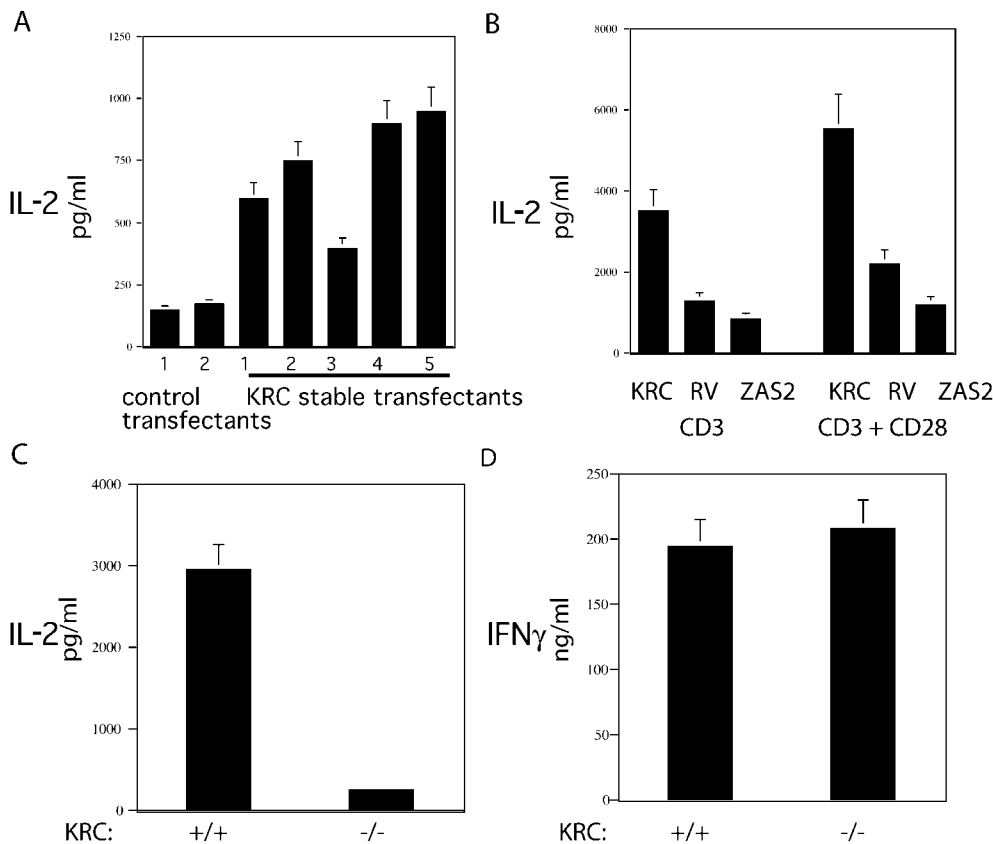 A
IL-2 pg/ml
1250
1000
750
500
250
0
1 2 1 2 3 4 5
control transfectants
KRC stable transfectants
B
IL-2 pg/ml
8000
6000
4000
2000
0
KRC RV ZAS2 KRC RV ZAS2
CD3 CD3 + CD28
C
IL-2 pg/ml
4000
3000
2000
1000
0
KRC: +/+ -/-
D
IFNγ ng/ml
250
200
150
100
50
0
KRC: +/+ -/-